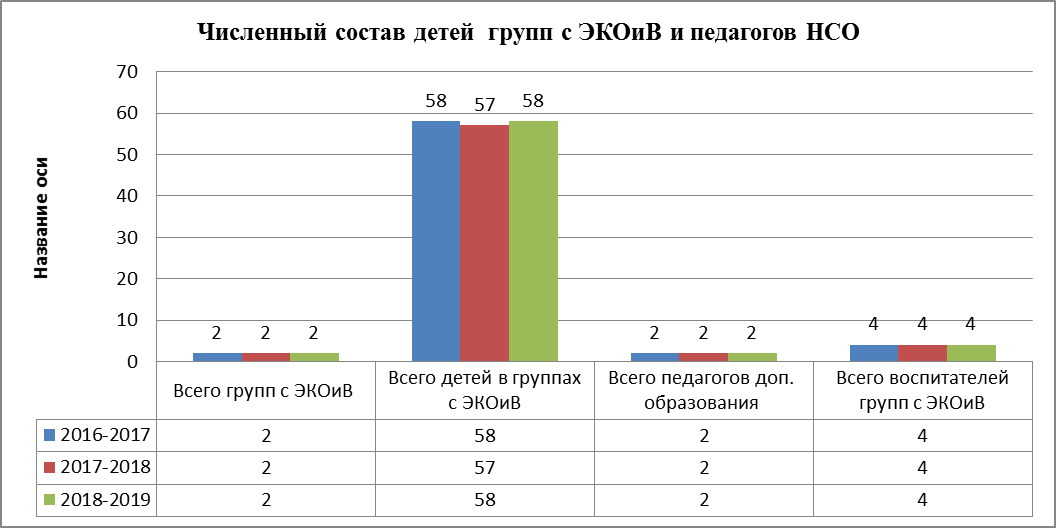 Численный состав детей групп с ЭКОиВ и педагогов НСО
Название оси
70
60
50
40
30
20
10
0
2 2 2
58 57 58
2 2 2
4 4 4
Всего групп с ЭКОиВ
Всего детей в группах
с ЭКОиВ
Всего педагогов доп.
образования
Всего воспитателей
групп с ЭКОиВ
2016-2017 2 58 2 4
2017-2018 2 57 2 4
2018-2019 2 58 2 4